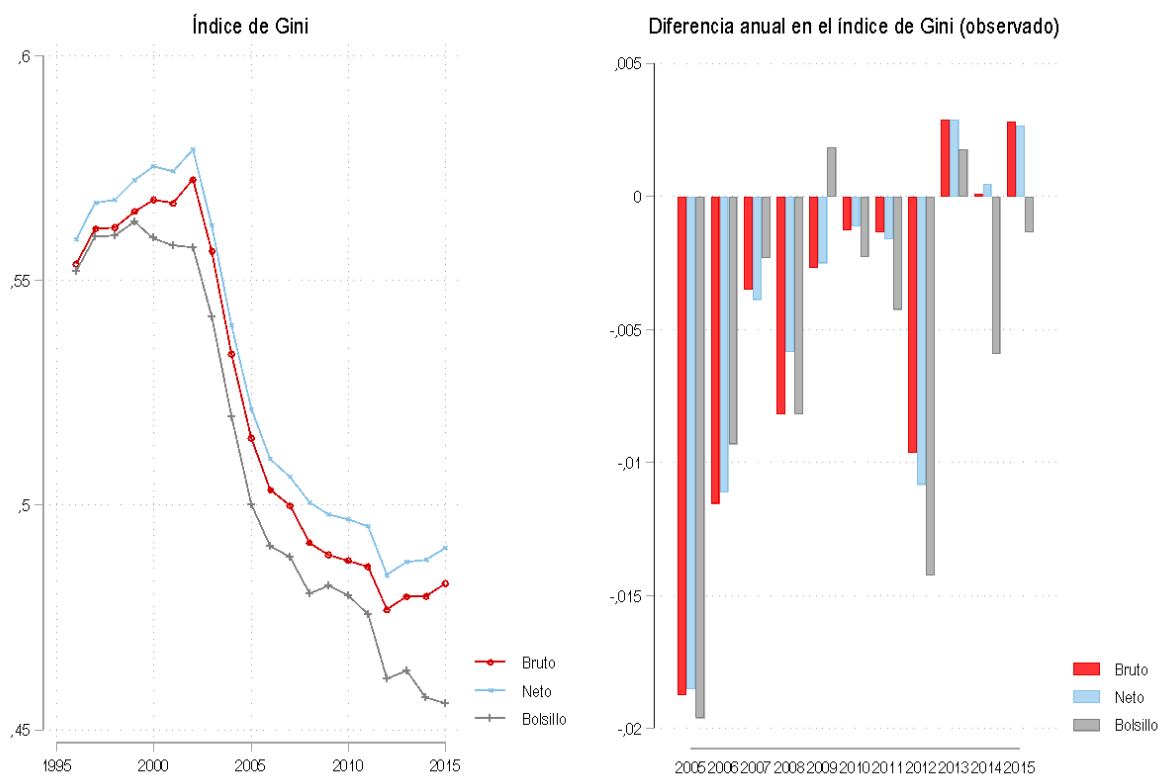 Índice de Gini
,6
,55
,5
,45
1995 2000 2005 2010 2015
Bruto
Neto
Bolsillo
Diferencia anual en el índice de Gini (observado)
,005
0
-,005
-,01
-,015
-,02
2005 2006 2007 2008 2009 2010 2011 2012 2013 2014 2015
Bruto
Neto
Bolsillo